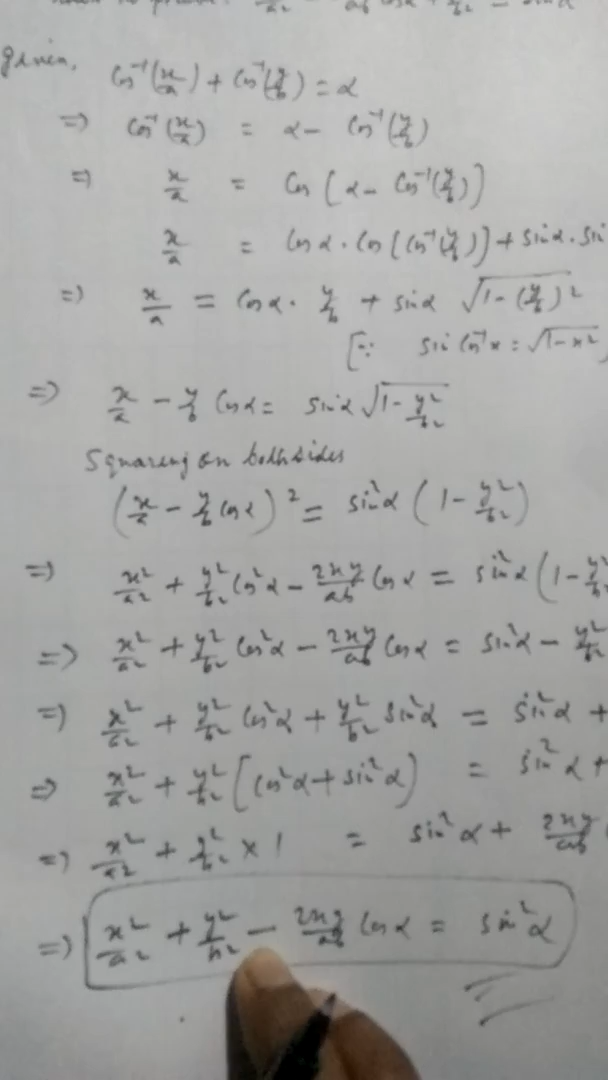 Given, cos⁻¹(x/a) + cos⁻¹(y/b) = α
⇒ cos⁻¹(x/a) = α − cos⁻¹(y/b)
⇒ x/a = cos[α − cos⁻¹(y/b)]
x/a = cosα · cos[cos⁻¹(y/b)] + sinα · sin
⇒ x/a = cosα · y/b + sinα √(1−(y/b)²)
[∵ sin cos⁻¹x = √(1−x²)]
⇒ x/a − y/b cosα = sinα √(1−y²/b²)
Squaring on both sides
(x/a − y/b cosα)² = sin²α (1 − y²/b²)
⇒ x²/a² + y²/b² cos²α − 2xy/ab cosα = sin²α (1 − y²/b²
⇒ x²/a² + y²/b² cos²α − 2xy/ab cosα = sin²α − y²/b²
⇒ x²/a² + y²/b² cos²α + y²/b² sin²α = sin²α +
⇒ x²/a² + y²/b² [cos²α + sin²α) = sin²α +
⇒ x²/a² + y²/b² × 1 = sin²α + 2xy/ab
⇒ x²/a² + y²/b² − 2xy/ab cosα = sin²α